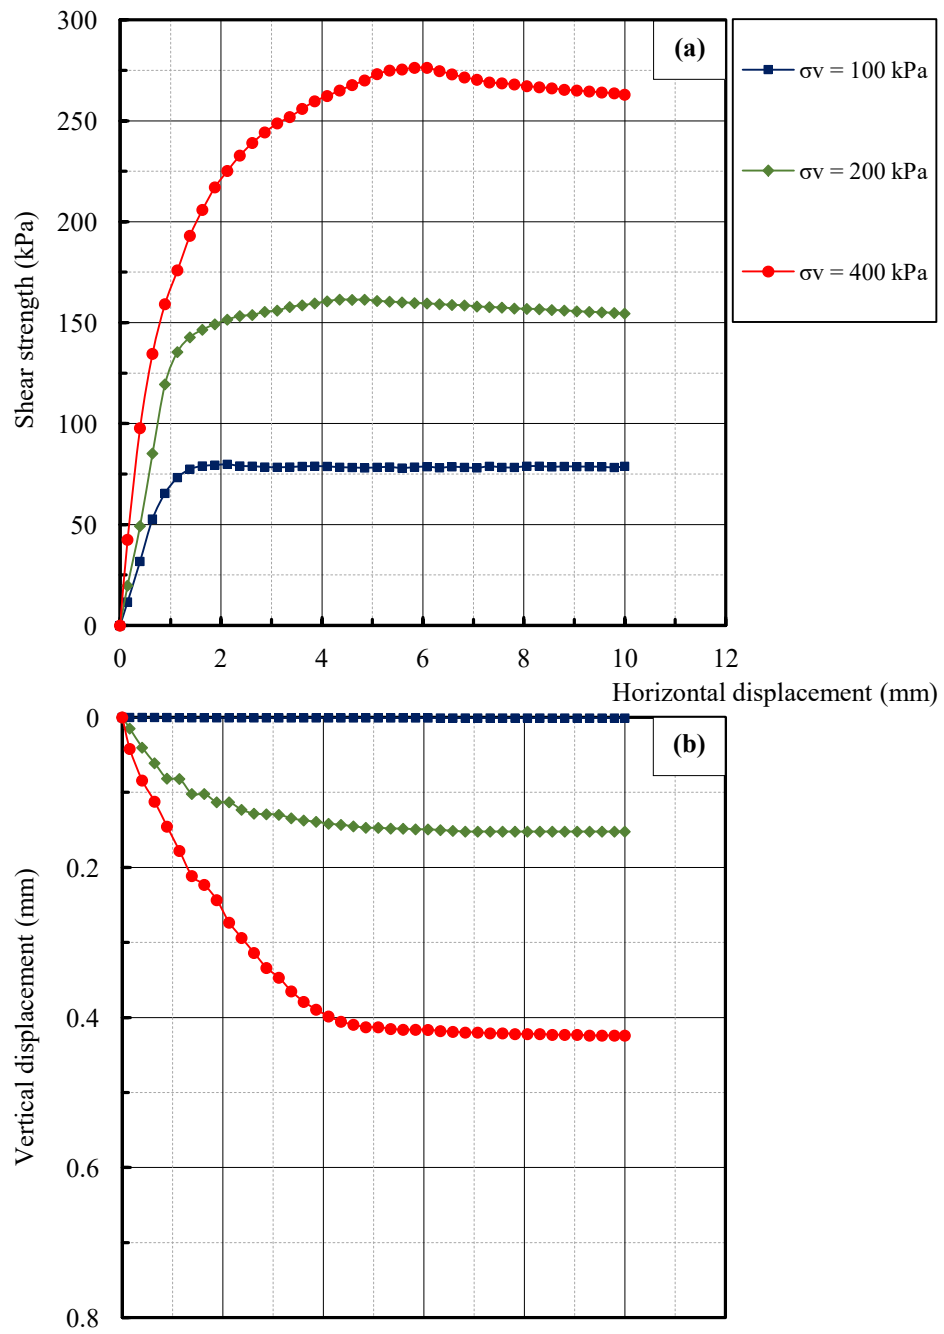 300
250
200
150
100
50
0
Shear strength (kPa)
(a)
σv = 100 kPa
σv = 200 kPa
σv = 400 kPa
0 2 4 6 8 10 12
Horizontal displacement (mm)
0
0.2
0.4
0.6
0.8
Vertical displacement (mm)
(b)